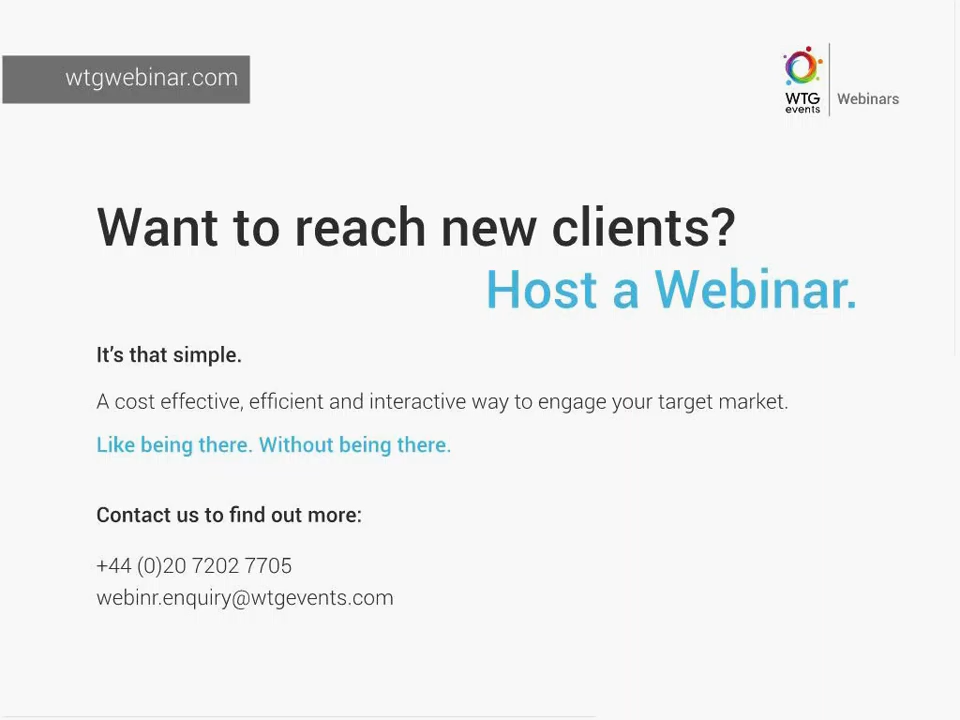 wtgwebinar.com
WTG
events
Webinars
Want to reach new clients?
Host a Webinar.
It's that simple.
A cost effective, efficient and interactive way to engage your target market.
Like being there. Without being there.
Contact us to find out more:
+44 (0)20 7202 7705
webinr.enquiry@wtgevents.com